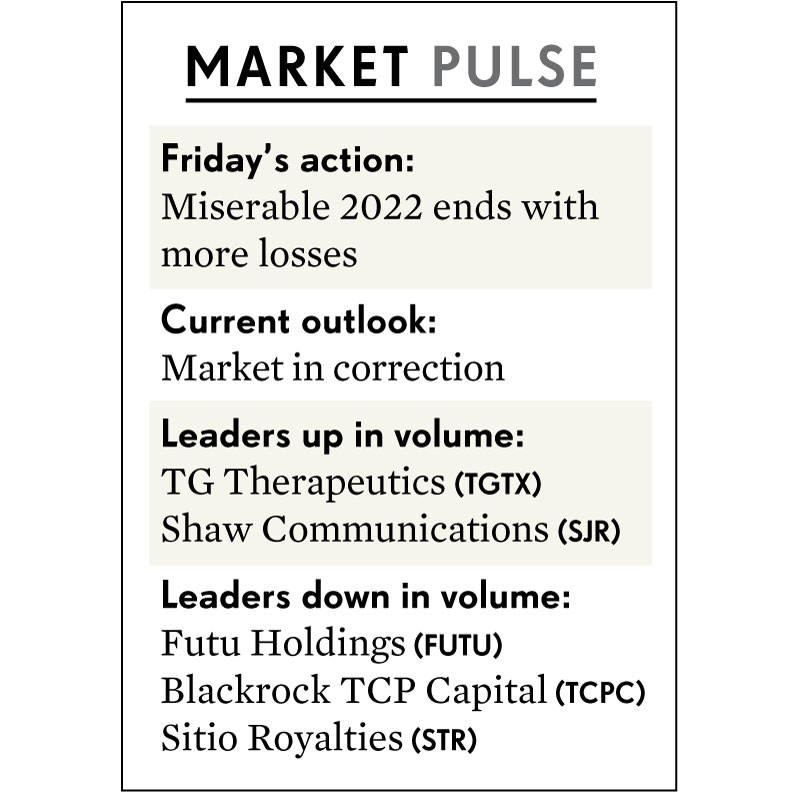 MARKET PULSE
Friday’s action:
Miserable 2022 ends with
more losses
Current outlook:
Market in correction
Leaders up in volume:
TG Therapeutics (TGTX)
Shaw Communications (SJR)
Leaders down in volume:
Futu Holdings (FUTU)
Blackrock TCP Capital (TCPC)
Sitio Royalties (STR)